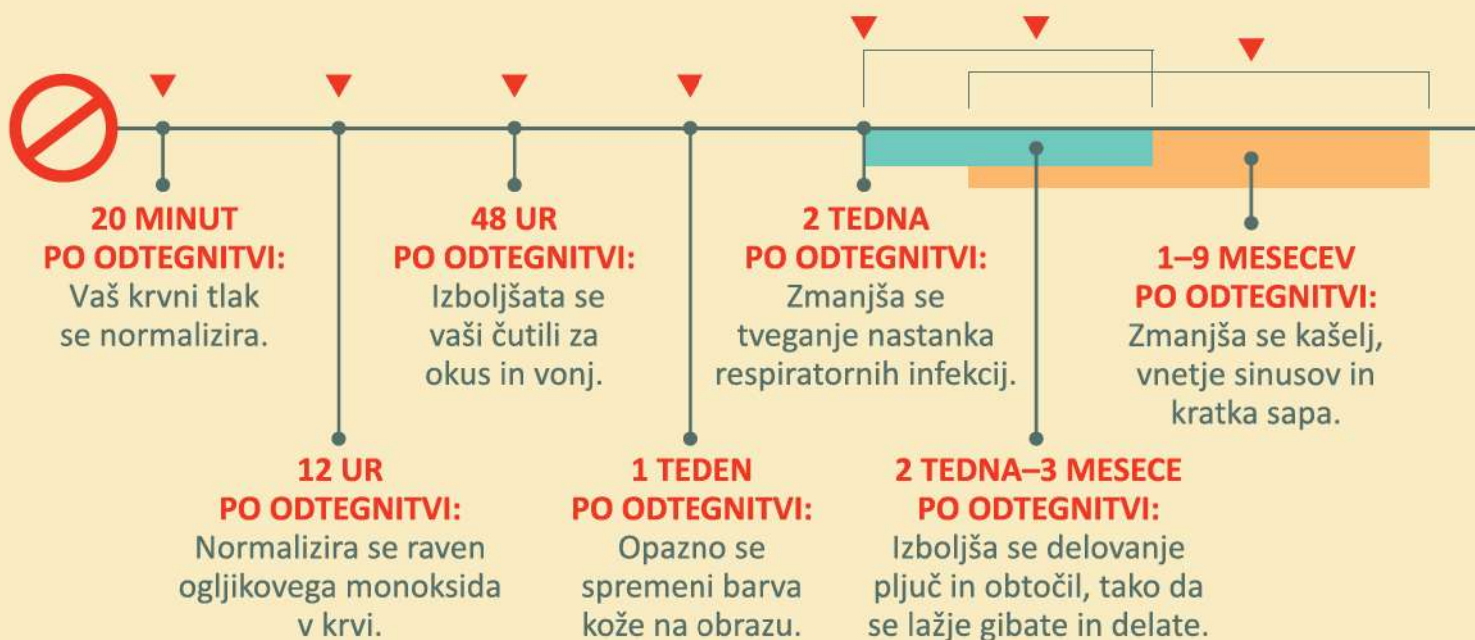 20 MINUT
PO ODTEGNITVI:
Vaš krvni tlak
se normalizira.
12 UR
PO ODTEGNITVI:
Normalizira se raven
ogljikovega monoksida
v krvi.
48 UR
PO ODTEGNITVI:
Izboljšata se
vaši čutili za
okus in vonj.
1 TEDEN
PO ODTEGNITVI:
Opazno se
spremeni barva
kože na obrazu.
2 TEDNA
PO ODTEGNITVI:
Zmanjša se
tveganje nastanka
respiratornih infekcij.
2 TEDNA–3 MESECE
PO ODTEGNITVI:
Izboljša se delovanje
pljuč in obtočil, tako da
se lažje gibate in delate.
1–9 MESECEV
PO ODTEGNITVI:
Zmanjša se kašelj,
vnetje sinusov in
kratka sapa.